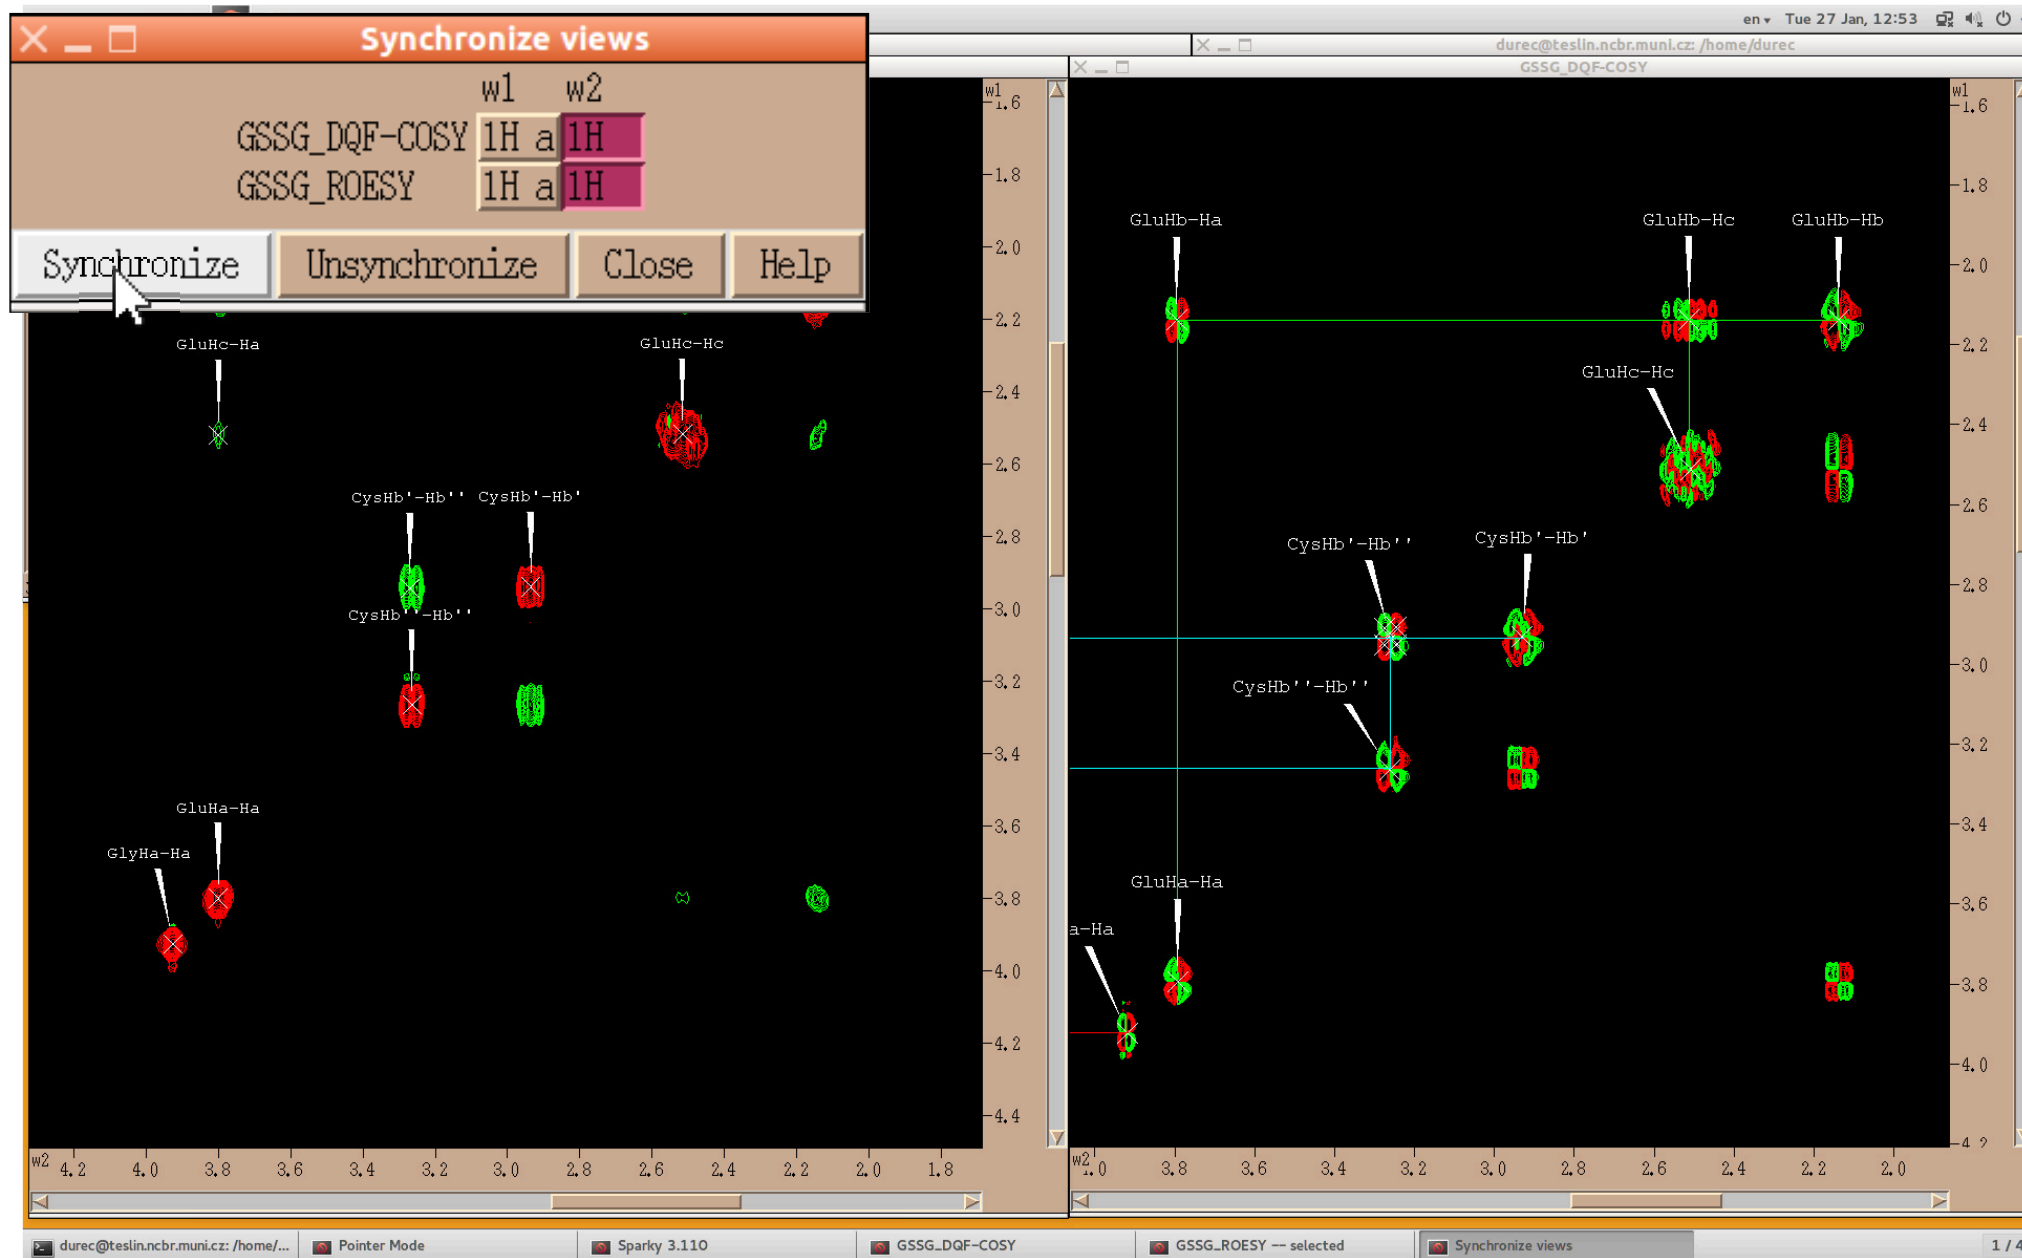 en Tue 27 Jan, 12:53
Synchronize views
w1 w2
GSSG_DQF-COSY 1H a 1H
GSSG_ROESY 1H a 1H
Synchronize Unsynchronize Close Help
durec@teslin.ncbr.muni.cz: /home/durec
GSSG_DQF-COSY
w1
1.6
1.8
2.0
2.2
2.4
2.6
2.8
3.0
3.2
3.4
3.6
3.8
4.0
4.2
4.4
GluHc-Ha
GluHc-Hc
CysHb'-Hb'' CysHb'-Hb'
CysHb''-Hb''
GluHa-Ha
GlyHa-Ha
w2 4.2 4.0 3.8 3.6 3.4 3.2 3.0 2.8 2.6 2.4 2.2 2.0 1.8
w1
1.6
1.8
2.0
2.2
2.4
2.6
2.8
3.0
3.2
3.4
3.6
3.8
4.0
4.2
GluHb-Ha GluHb-Hc GluHb-Hb
GluHc-Hc
CysHb'-Hb'' CysHb'-Hb'
CysHb''-Hb''
GluHa-Ha
a-Ha
w2 .0 3.8 3.6 3.4 3.2 3.0 2.8 2.6 2.4 2.2 2.0
durec@teslin.ncbr.muni.cz: /home/... Pointer Mode Sparky 3.110 GSSG_DQF-COSY GSSG_ROESY -- selected Synchronize views 1 / 4